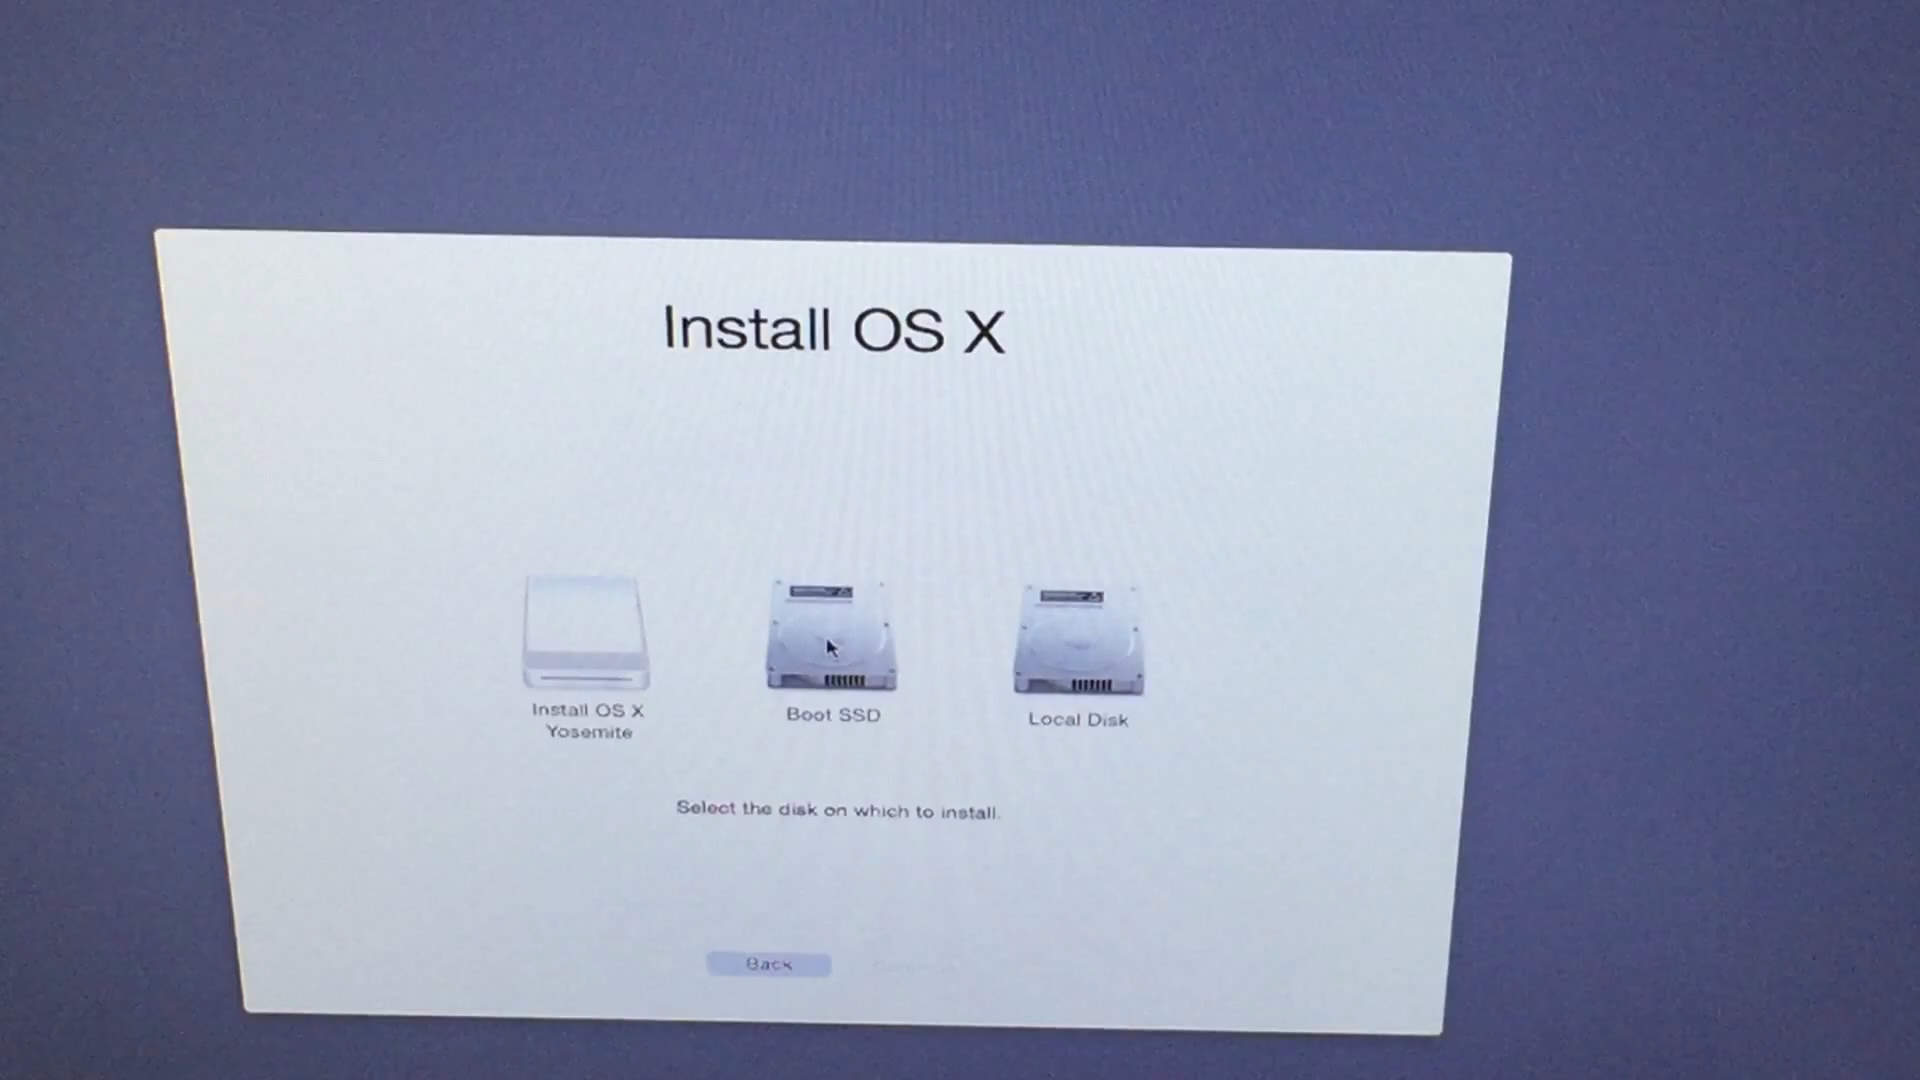 Install OS X
Install OS X
Yosemite
Boot SSD
Local Disk
Select the disk on which to install.
Back